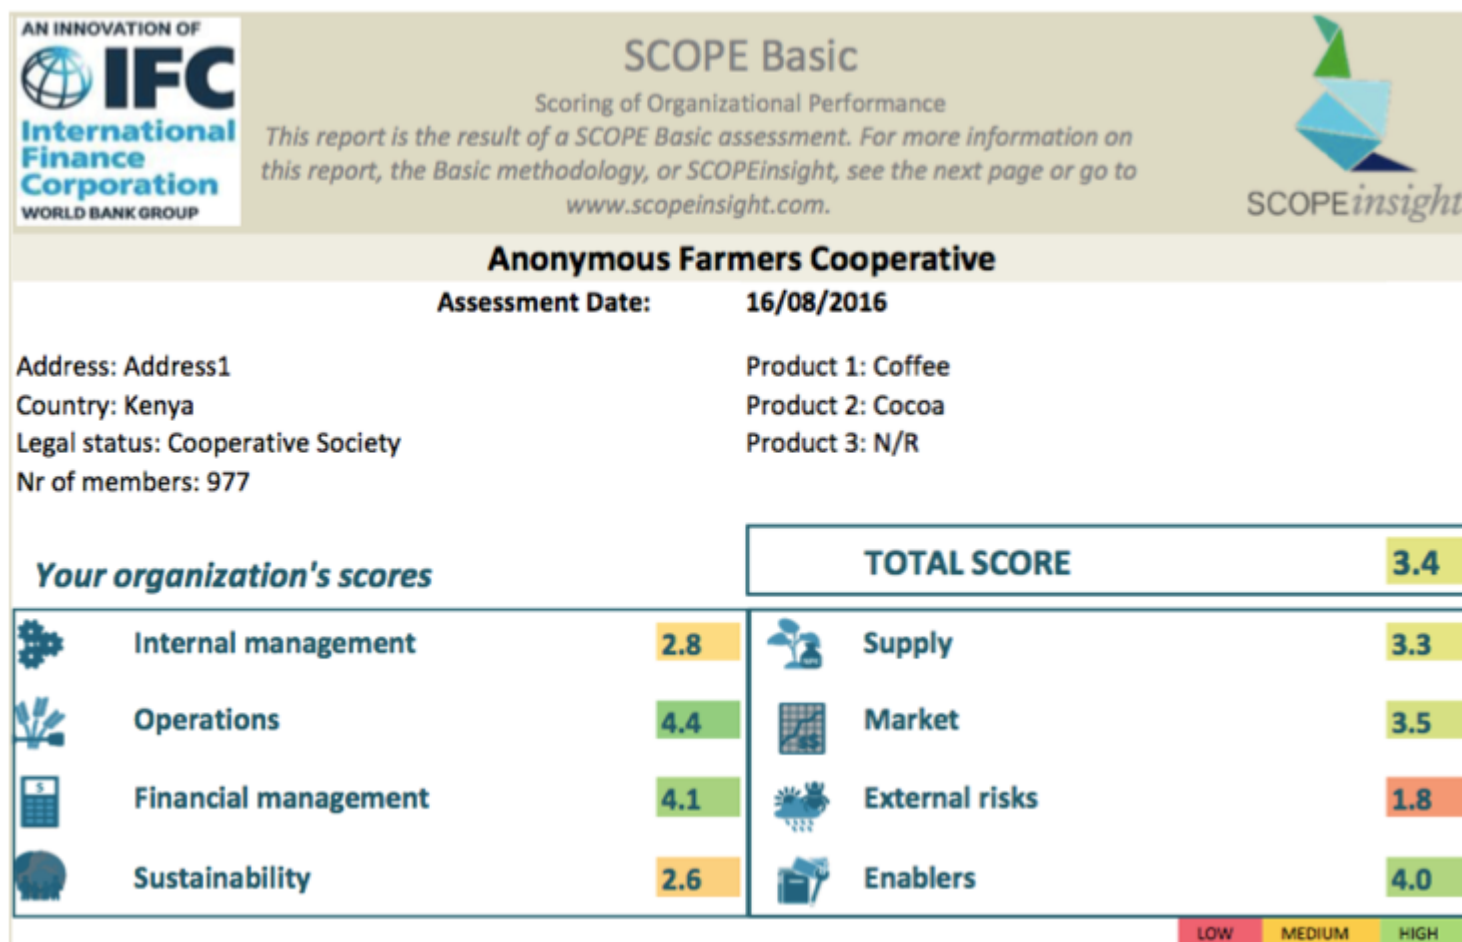 AN INNOVATION OF
IFC
International
Finance
Corporation
WORLD BANK GROUP
SCOPE Basic
Scoring of Organizational Performance
This report is the result of a SCOPE Basic assessment. For more information on
this report, the Basic methodology, or SCOPEinsight, see the next page or go to
www.scopeinsight.com.
SCOPEinsight
Anonymous Farmers Cooperative
Assessment Date: 16/08/2016
Address: Address1
Country: Kenya
Legal status: Cooperative Society
Nr of members: 977
Product 1: Coffee
Product 2: Cocoa
Product 3: N/R
Your organization's scores
TOTAL SCORE 3.4
Internal management 2.8
Operations 4.4
Financial management 4.1
Sustainability 2.6
Supply 3.3
Market 3.5
External risks 1.8
Enablers 4.0
LOW MEDIUM HIGH